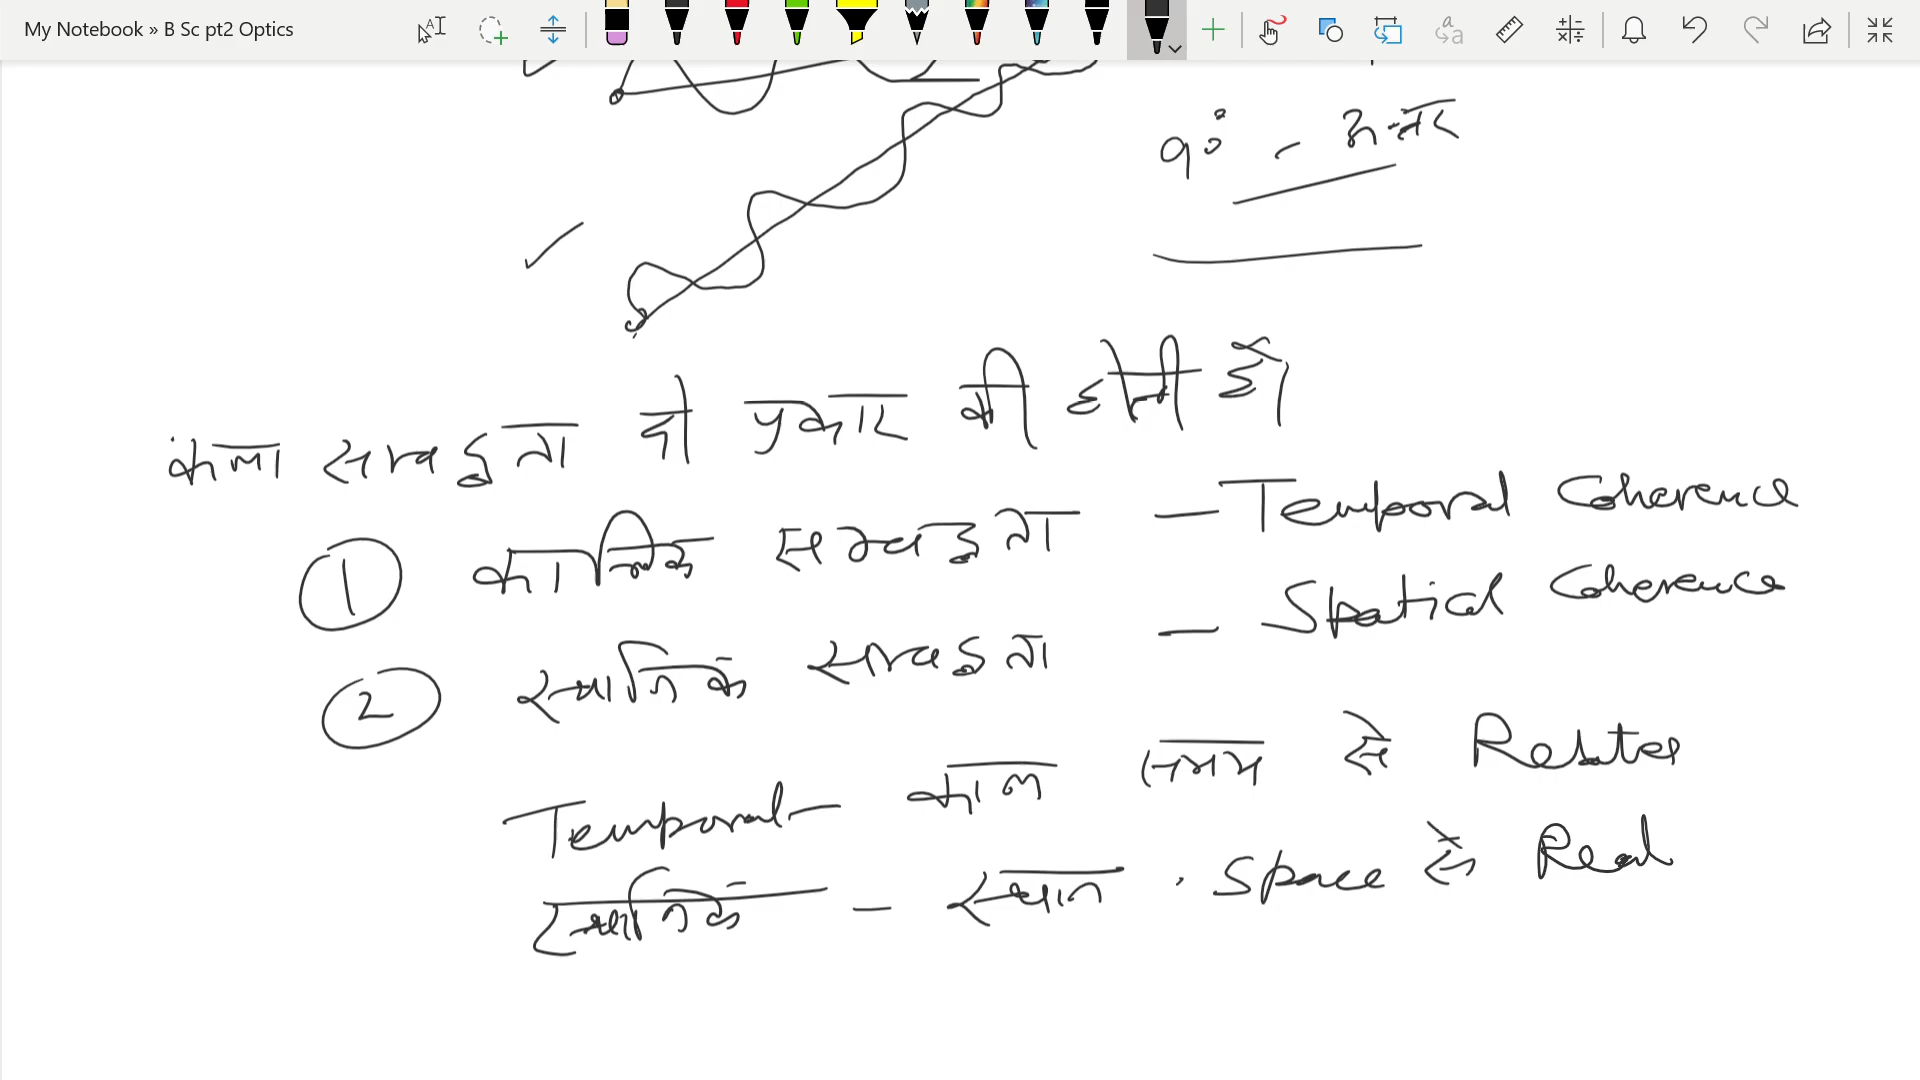 My Notebook » B Sc pt2 Optics
90° - अन्तर
कला सम्बद्धता दो प्रकार की होती हैं।
① कालिक सम्बद्धता — Temporal Coherence
② स्थानिक सम्बद्धता — Spatical Coherence
Temporal — काल समय से Relates
स्थानिक — स्थान . Space से Real